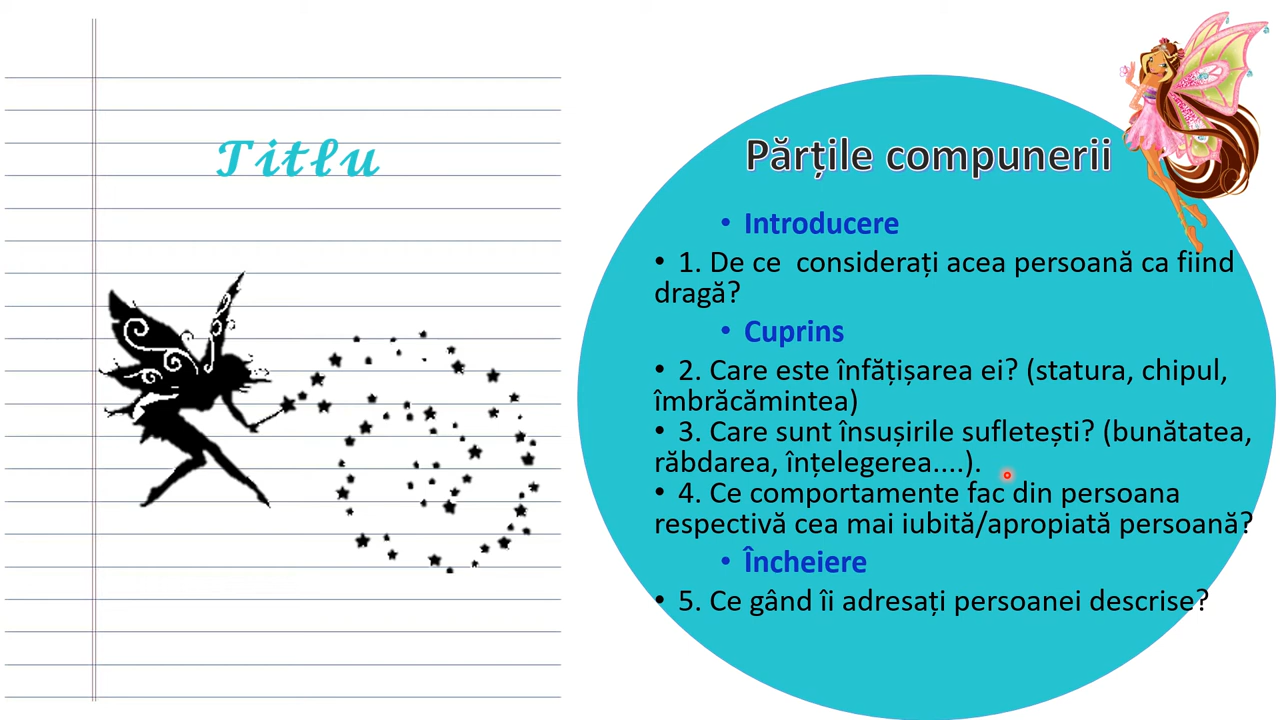 Titlu
Părțile compunerii
• Introducere
• 1. De ce  considerați acea persoană ca fiind
dragă?
• Cuprins
• 2. Care este înfățișarea ei? (statura, chipul,
îmbrăcămintea)
• 3. Care sunt însușirile sufletești? (bunătatea,
răbdarea, înțelegerea....).
• 4. Ce comportamente fac din persoana
respectivă cea mai iubită/apropiată persoană?
• Încheiere
• 5. Ce gând îi adresați persoanei descrise?